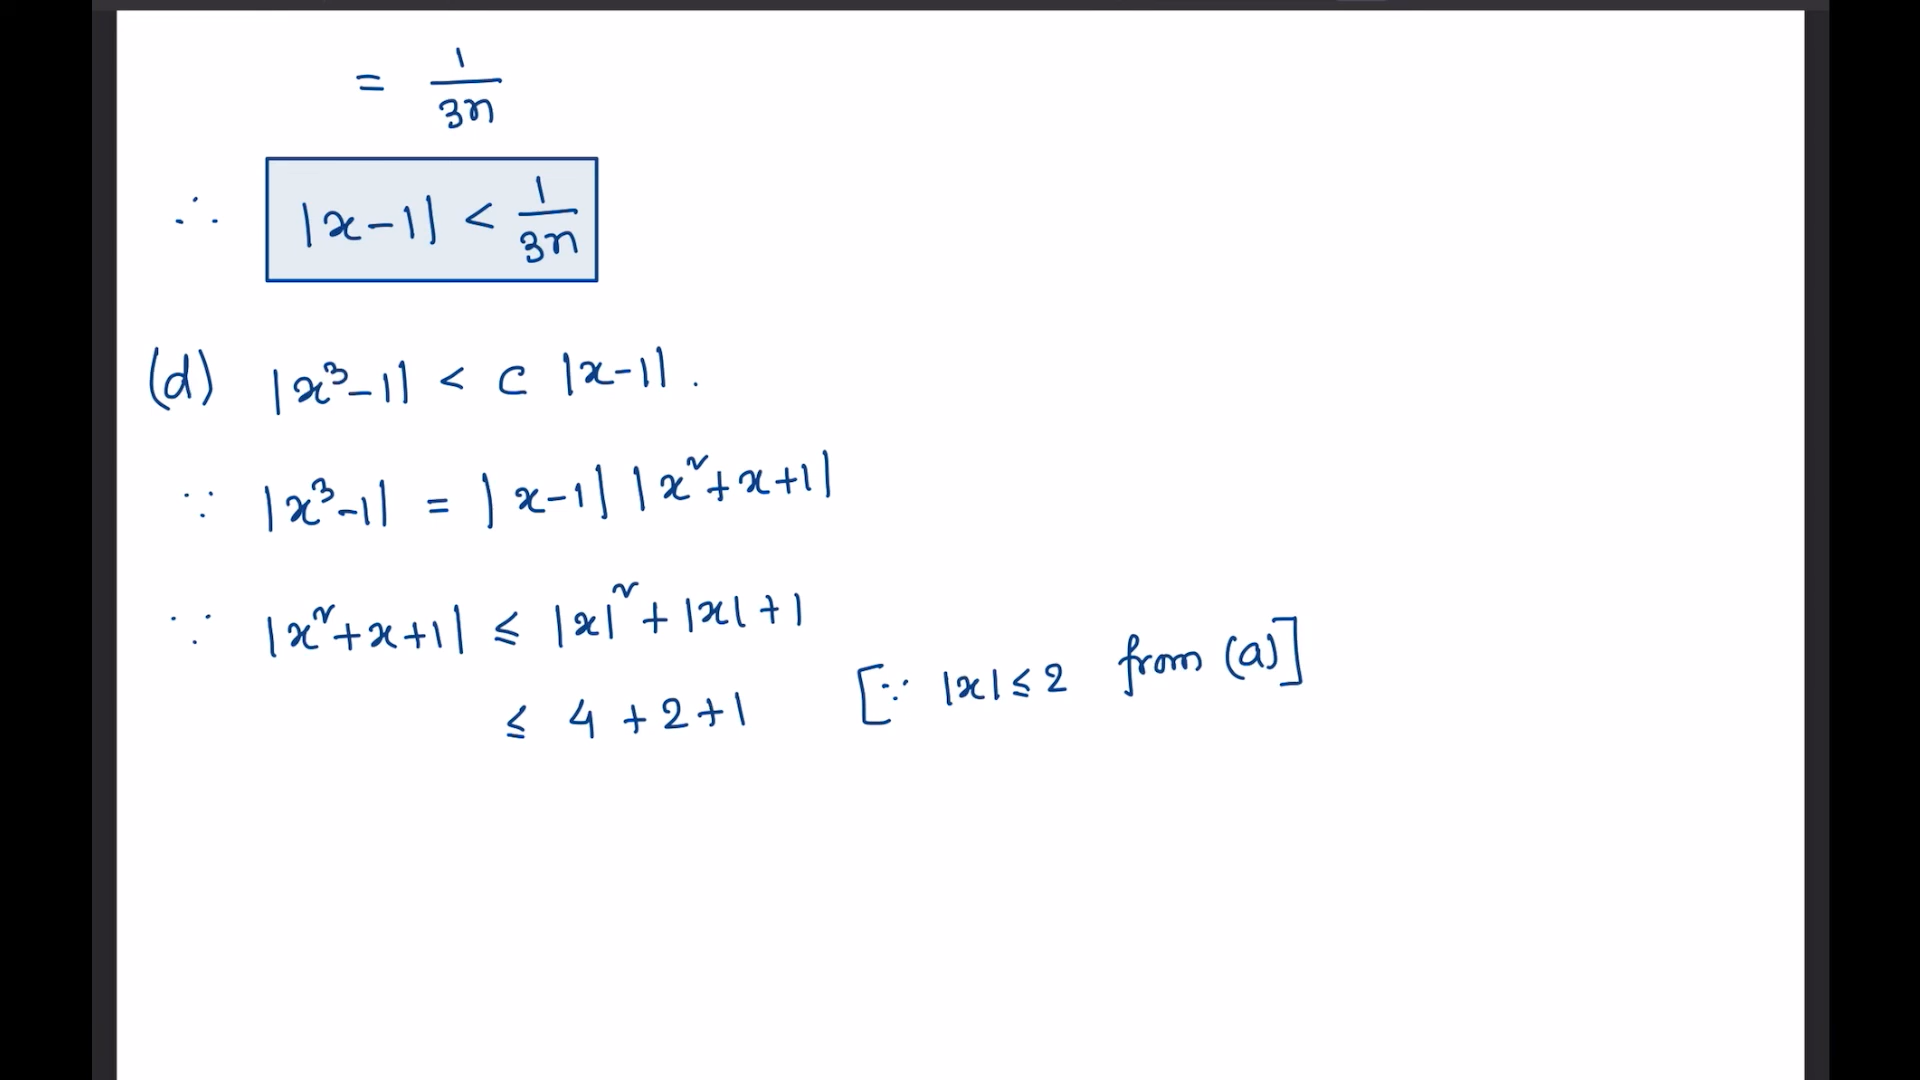 = 1/3n
∴ |x-1| < 1/3n
(d) |x³-1| < c |x-1| .
∵ |x³-1| = |x-1| |x²+x+1|
∵ |x²+x+1| ≤ |x|²+|x|+1
≤ 4+2+1 [∵ |x|≤2 from (a)]